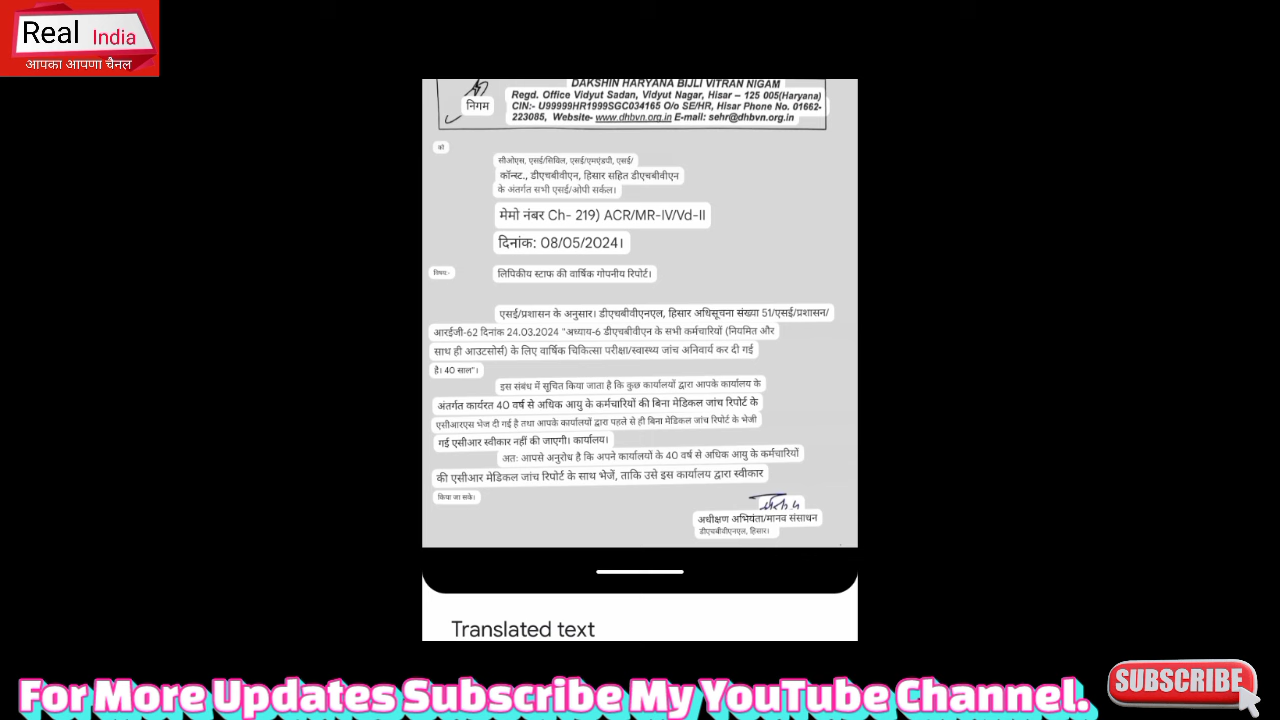 Real India
आपका आपणा चैनल
DAKSHIN HARYANA BIJLI VITRAN NIGAM
Regd. Office Vidyut Sadan, Vidyut Nagar, Hisar – 125 005(Haryana)
निगम
CIN:- U99999HR1999SGC034165 O/o SE/HR, Hisar Phone No. 01662-
223085, Website- www.dhbvn.org.in E-mail: sehr@dhbvn.org.in
को
सीओएस, एसई/सिविल, एसई/एमएंडपी, एसई/
कॉन्स्ट., डीएचबीवीएन, हिसार सहित डीएचबीवीएन
के अंतर्गत सभी एसई/ओपी सर्कल।
मेमो नंबर Ch- 219) ACR/MR-IV/Vd-II
दिनांक: 08/05/2024।
विषय:- लिपिकीय स्टाफ की वार्षिक गोपनीय रिपोर्ट।
एसई/प्रशासन के अनुसार। डीएचबीवीएनएल, हिसार अधिसूचना संख्या 51/एसई/प्रशासन/
आरईजी-62 दिनांक 24.03.2024 "अध्याय-6 डीएचबीवीएन के सभी कर्मचारियों (नियमित और
साथ ही आउटसोर्स) के लिए वार्षिक चिकित्सा परीक्षा/स्वास्थ्य जांच अनिवार्य कर दी गई
है। 40 साल"।
इस संबंध में सूचित किया जाता है कि कुछ कार्यालयों द्वारा आपके कार्यालय के
अंतर्गत कार्यरत 40 वर्ष से अधिक आयु के कर्मचारियों की बिना मेडिकल जांच रिपोर्ट के
एसीआरएस भेज दी गई है तथा आपके कार्यालयों द्वारा पहले से ही बिना मेडिकल जांच रिपोर्ट के भेजी
गई एसीआर स्वीकार नहीं की जाएगी। कार्यालय।
अतः आपसे अनुरोध है कि अपने कार्यालयों के 40 वर्ष से अधिक आयु के कर्मचारियों
की एसीआर मेडिकल जांच रिपोर्ट के साथ भेजें, ताकि उसे इस कार्यालय द्वारा स्वीकार
किया जा सके।
अधीक्षण अभियंता/मानव संसाधन
डीएचबीवीएनएल, हिसार।
Translated text
For More Updates Subscribe My YouTube Channel.
SUBSCRIBE